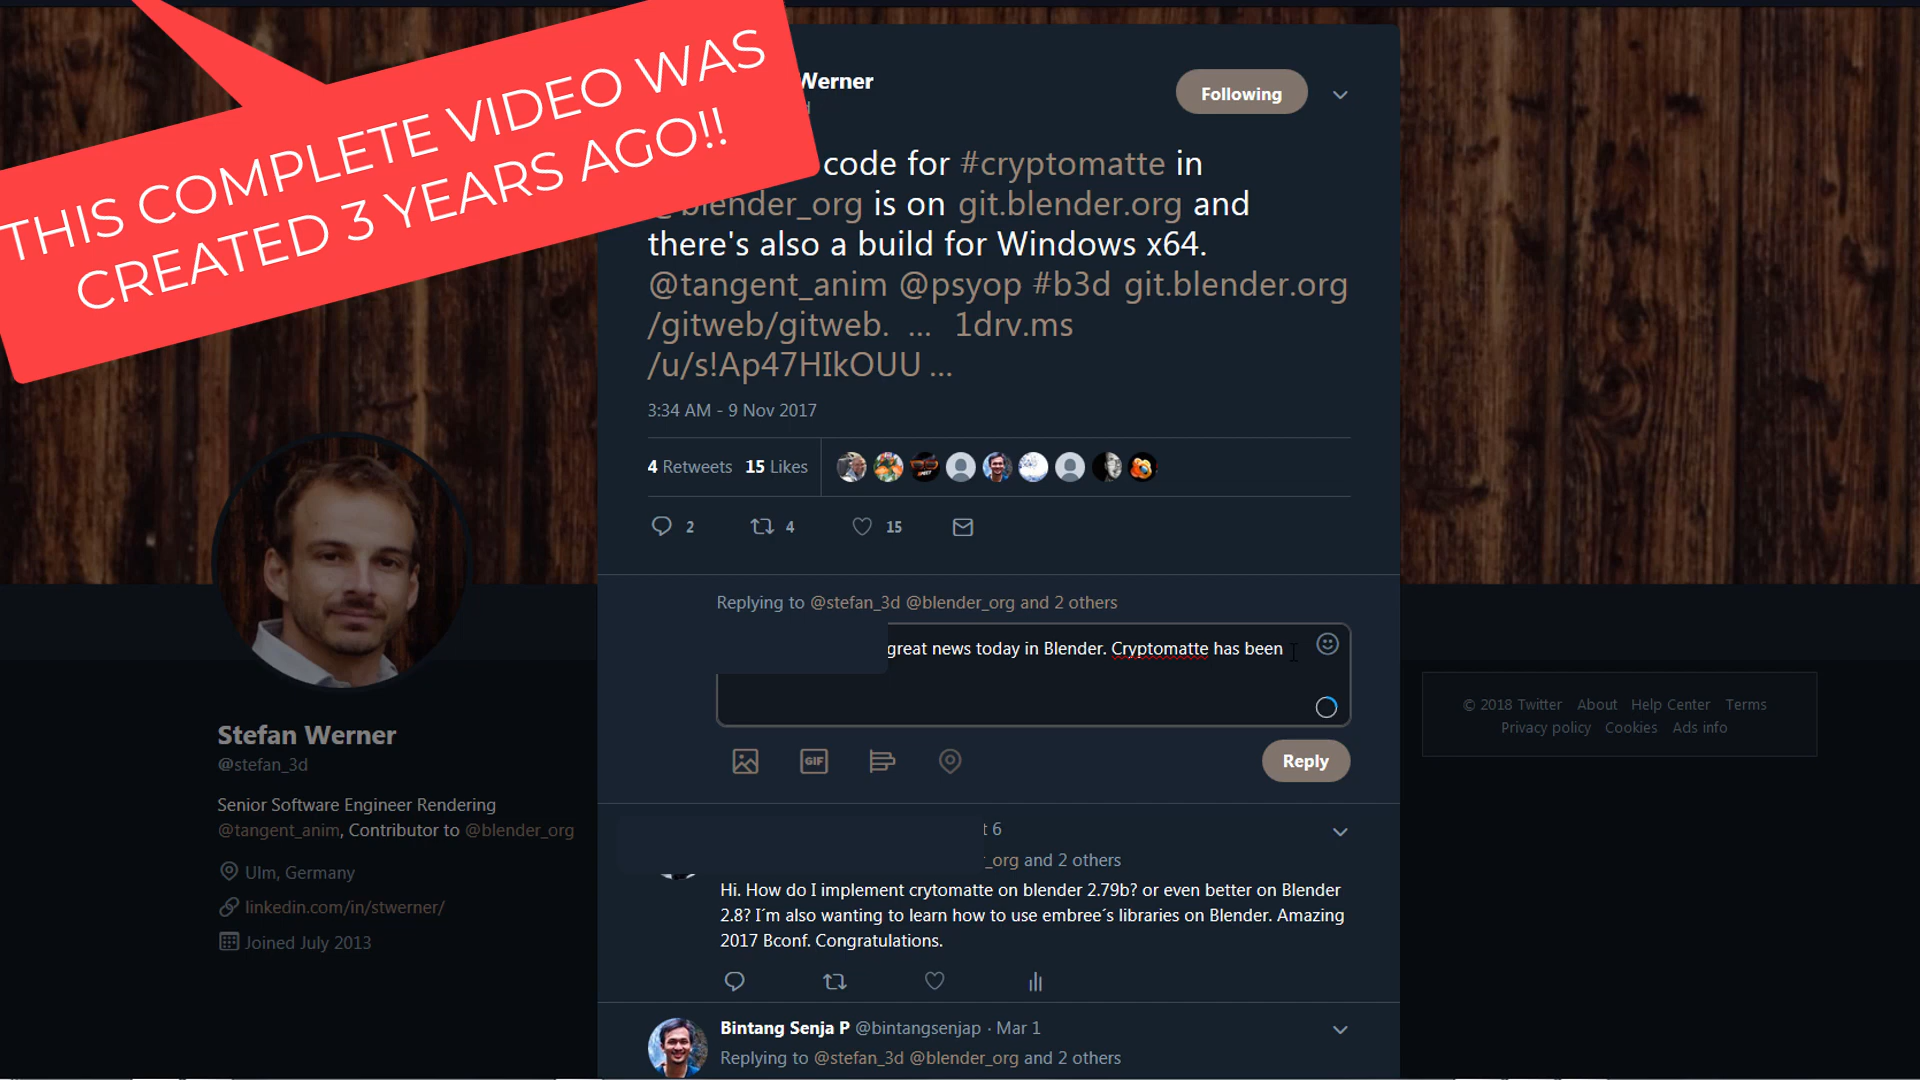 THIS COMPLETE VIDEO WAS
CREATED 3 YEARS AGO!!
Werner
Following
code for #cryptomatte in
blender_org is on git.blender.org and
there's also a build for Windows x64.
@tangent_anim @psyop #b3d git.blender.org
/gitweb/gitweb. … 1drv.ms
/u/s!Ap47HIkOUU …
3:34 AM - 9 Nov 2017
4 Retweets 15 Likes
2 4 15
Replying to @stefan_3d @blender_org and 2 others
great news today in Blender. Cryptomatte has been
GIF
Reply
t 6
_org and 2 others
Hi. How do I implement crytomatte on blender 2.79b? or even better on Blender
2.8? I´m also wanting to learn how to use embree´s libraries on Blender. Amazing
2017 Bconf. Congratulations.
Bintang Senja P @bintangsenjap · Mar 1
Replying to @stefan_3d @blender_org and 2 others
Stefan Werner
@stefan_3d
Senior Software Engineer Rendering
@tangent_anim, Contributor to @blender_org
Ulm, Germany
linkedin.com/in/stwerner/
Joined July 2013
© 2018 Twitter About Help Center Terms
Privacy policy Cookies Ads info